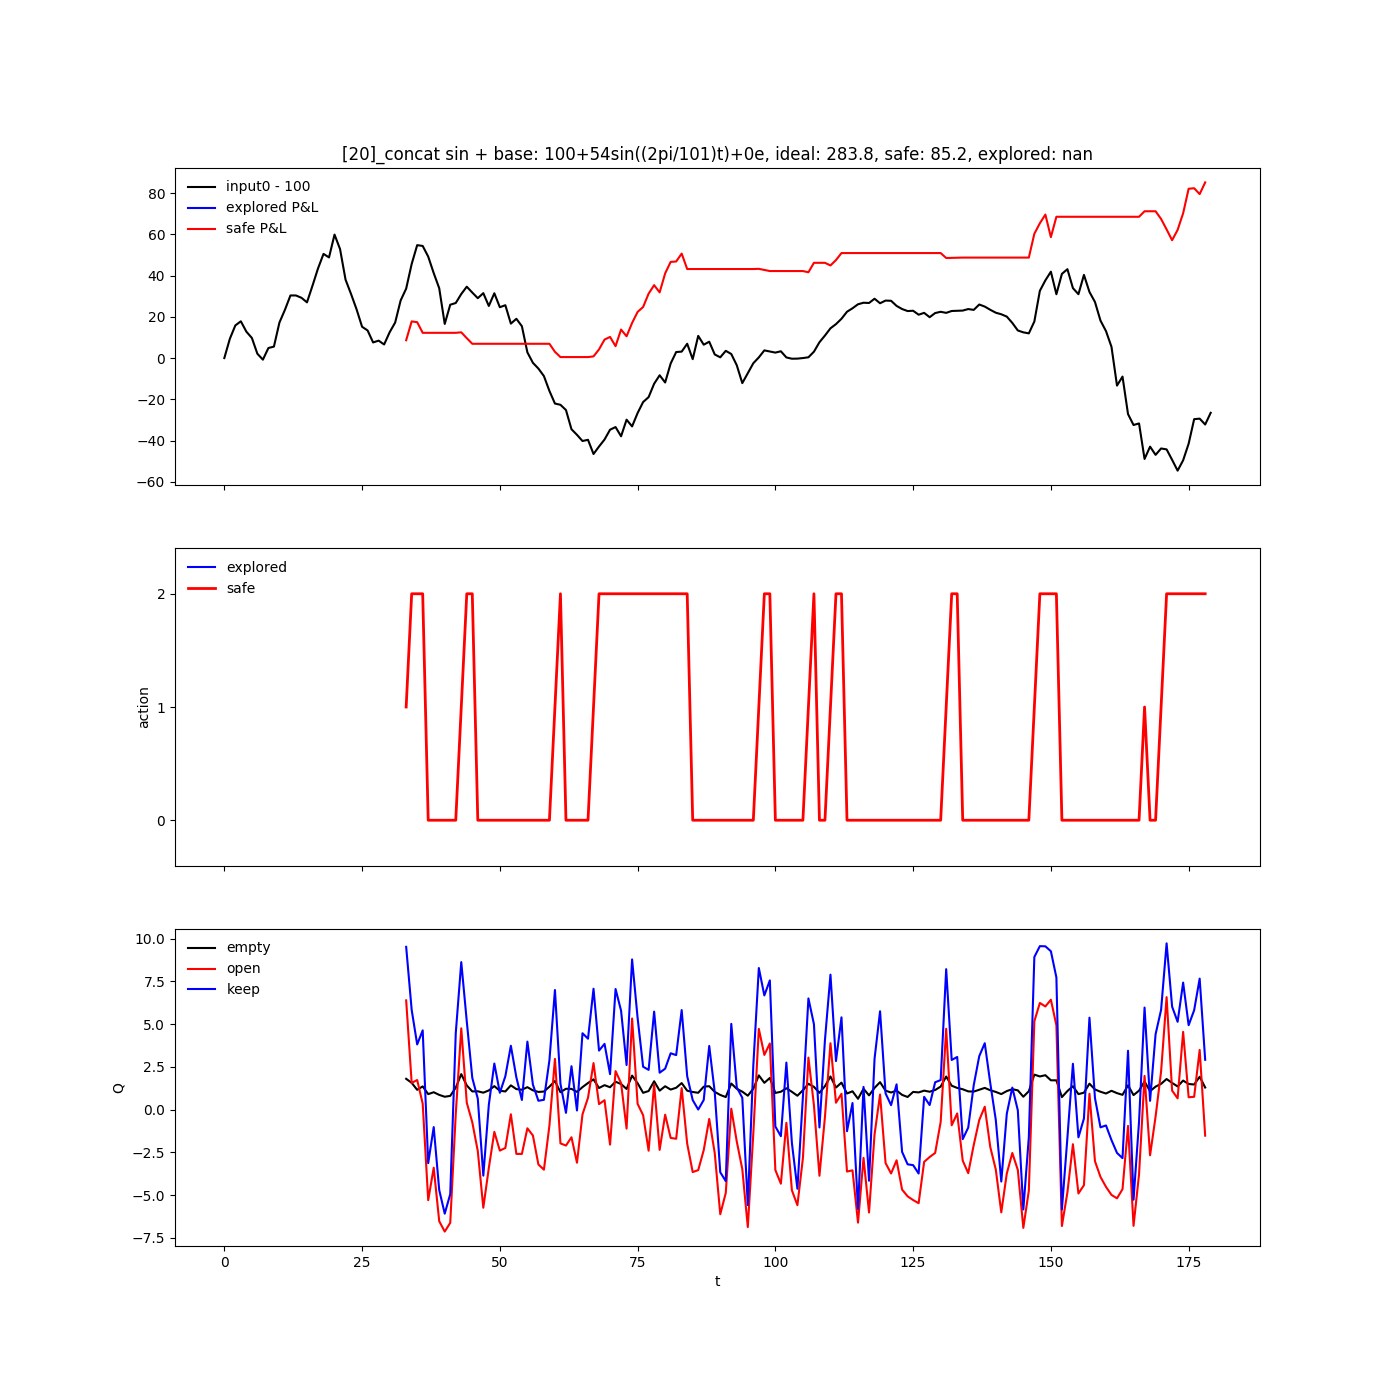 [20]_concat sin + base: 100+54sin((2pi/101)t)+0e, ideal: 283.8, safe: 85.2, explored: nan
input0 - 100
explored P&L
safe P&L
80
60
40
20
0
−20
−40
−60
explored
safe
action
2
1
0
empty
open
keep
Q
10.0
7.5
5.0
2.5
0.0
−2.5
−5.0
−7.5
0 25 50 75 100 125 150 175
t